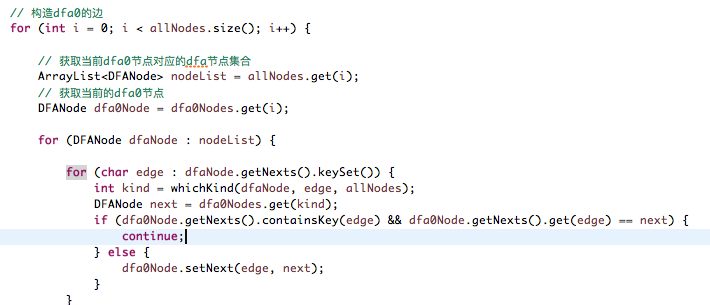 // 构造dfa0的边
for (int i = 0; i < allNodes.size(); i++) {
// 获取当前dfa0节点对应的dfa节点集合
ArrayList<DFANode> nodeList = allNodes.get(i);
// 获取当前的dfa0节点
DFANode dfa0Node = dfa0Nodes.get(i);
for (DFANode dfaNode : nodeList) {
for (char edge : dfaNode.getNexts().keySet()) {
int kind = whichKind(dfaNode, edge, allNodes);
DFANode next = dfa0Nodes.get(kind);
if (dfa0Node.getNexts().containsKey(edge) && dfa0Node.getNexts().get(edge) == next) {
continue;
} else {
dfa0Node.setNext(edge, next);
}
}